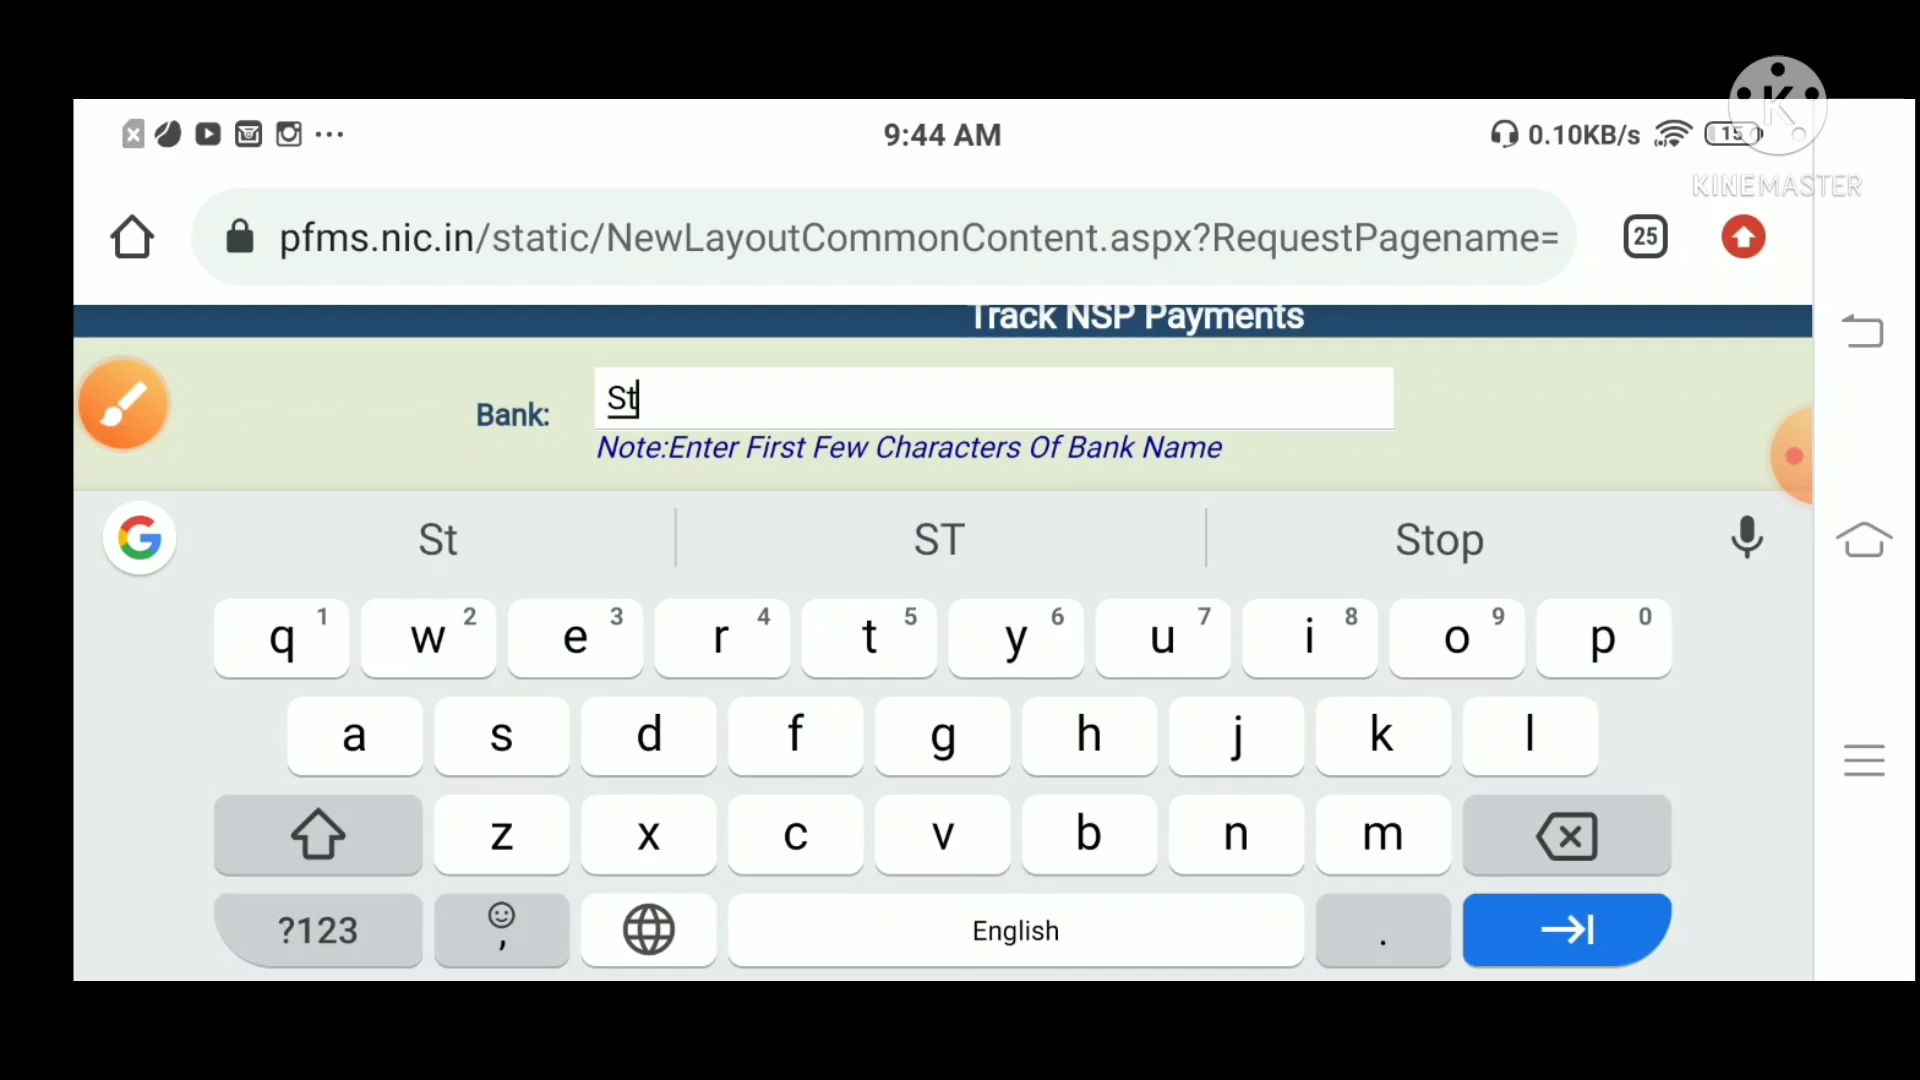 9:44 AM
0.10KB/s
15
K
KINEMASTER
pfms.nic.in/static/NewLayoutCommonContent.aspx?RequestPagename=
25
Track NSP Payments
Bank:
St
Note:Enter First Few Characters Of Bank Name
G
St
ST
Stop
q 1 w 2 e 3 r 4 t 5 y 6 u 7 i 8 o 9 p 0
a s d f g h j k l
z x c v b n m
?123 , English .